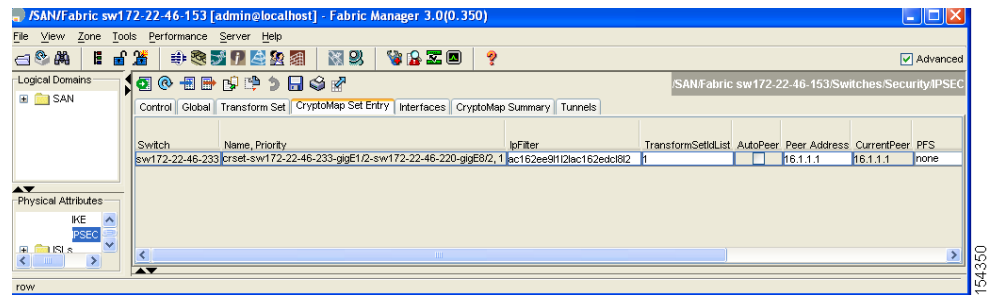 /SAN/Fabric sw172-22-46-153 [admin@localhost] - Fabric Manager 3.0(0.350)
File View Zone Tools Performance Server Help
Advanced
Logical Domains
/SAN/Fabric sw172-22-46-153/Switches/Security/IPSEC
SAN
Control Global Transform Set CryptoMap Set Entry Interfaces CryptoMap Summary Tunnels
Switch Name, Priority IpFilter TransformSetIdList AutoPeer Peer Address CurrentPeer PFS
sw172-22-46-233 crset-sw172-22-46-233-gigE1/2-sw172-22-46-220-gigE8/2, 1 1 16.1.1.1 16.1.1.1 none
Physical Attributes
IKE
IPSEC
ISLs
row
154350